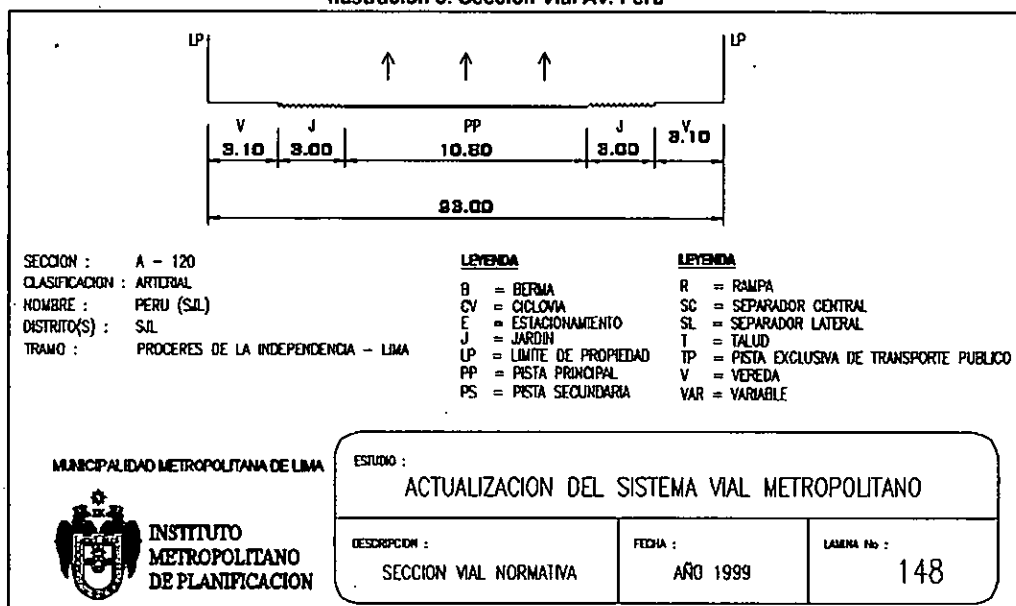 Ilustración Sección Vial Av. Perú
LP LP
V J PP J V
3.10 3.00 10.80 3.00 3.10
23.00
SECCION : A - 120
CLASIFICACION : ARTERIAL
NOMBRE : PERU (SJL)
DISTRITO(S) : SJL
TRAMO : PROCERES DE LA INDEPENDENCIA - LIMA
LEYENDA
B = BERMA
CV = CICLOVIA
E = ESTACIONAMIENTO
J = JARDIN
LP = LIMITE DE PROPIEDAD
PP = PISTA PRINCIPAL
PS = PISTA SECUNDARIA
LEYENDA
R = RAMPA
SC = SEPARADOR CENTRAL
SL = SEPARADOR LATERAL
T = TALUD
TP = PISTA EXCLUSIVA DE TRANSPORTE PUBLICO
V = VEREDA
VAR = VARIABLE
MUNICIPALIDAD METROPOLITANA DE LIMA
INSTITUTO
METROPOLITANO
DE PLANIFICACION
ESTUDIO :
ACTUALIZACION DEL SISTEMA VIAL METROPOLITANO
DESCRIPCION :
SECCION VIAL NORMATIVA
FECHA :
AÑO 1999
LAMINA No :
148